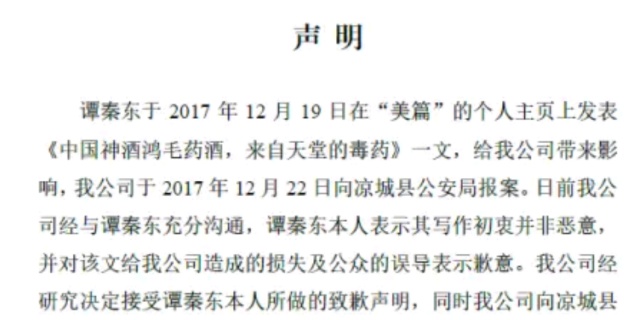 声明
谭秦东于 2017 年 12 月 19 日在“美篇”的个人主页上发表
《中国神酒鸿毛药酒，来自天堂的毒药》一文，给我公司带来影
响，我公司于 2017 年 12 月 22 日向凉城县公安局报案。日前我公
司经与谭秦东充分沟通，谭秦东本人表示其写作初衷并非恶意，
并对该文给我公司造成的损失及公众的误导表示歉意。我公司经
研究决定接受谭秦东本人所做的致歉声明，同时我公司向凉城县